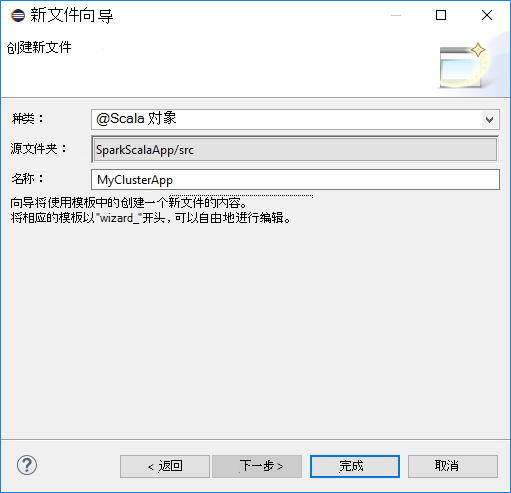 新文件向导
创建新文件
种类： @Scala 对象
源文件夹： SparkScalaApp/src
名称： MyClusterApp
向导将使用模板中的创建一个新文件的内容。
将相应的模板以"wizard_"开头,可以自由地进行编辑。
? < 返回 下一步> 完成 取消